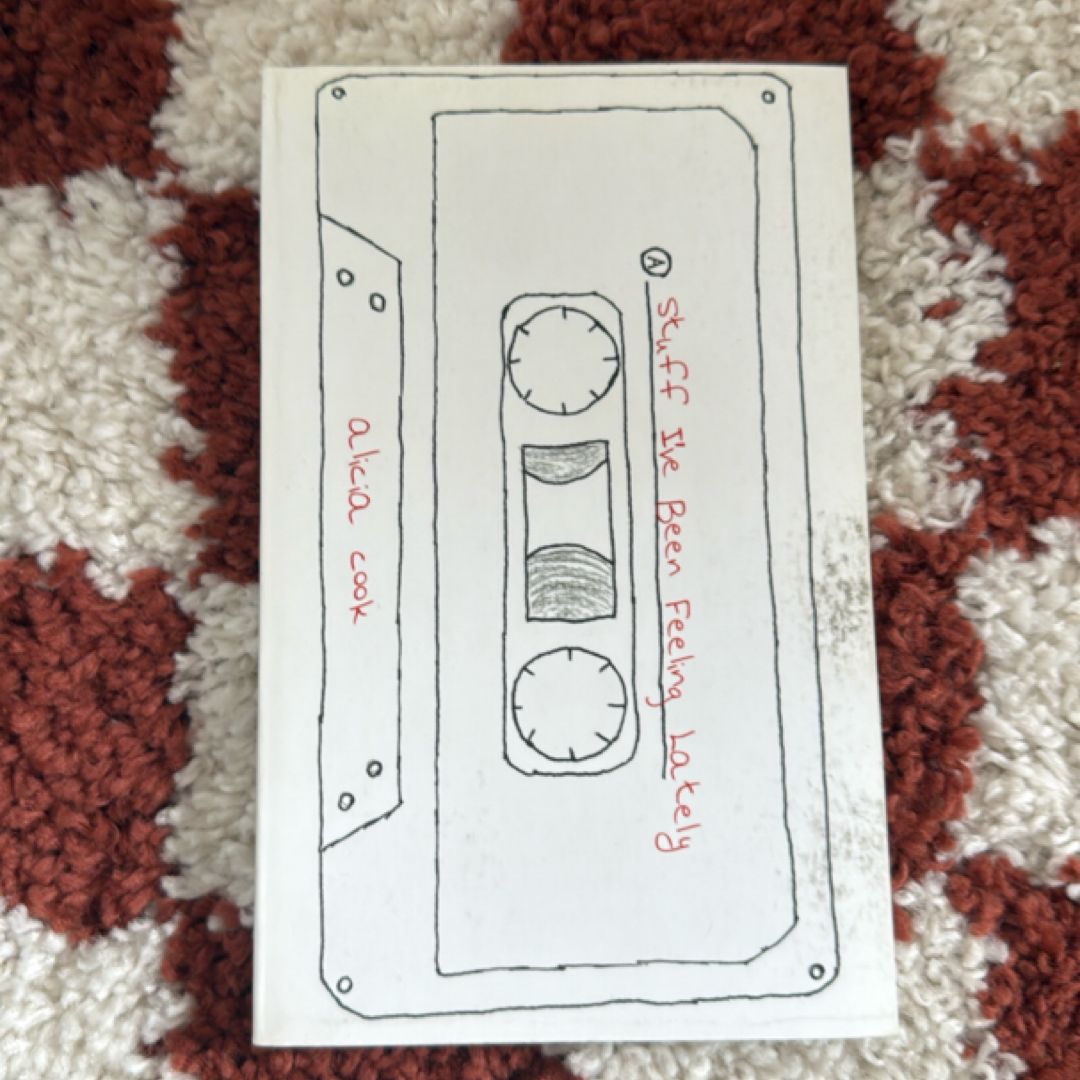 Ⓐ Stuff I've Been Feeling Lately
alicia cook